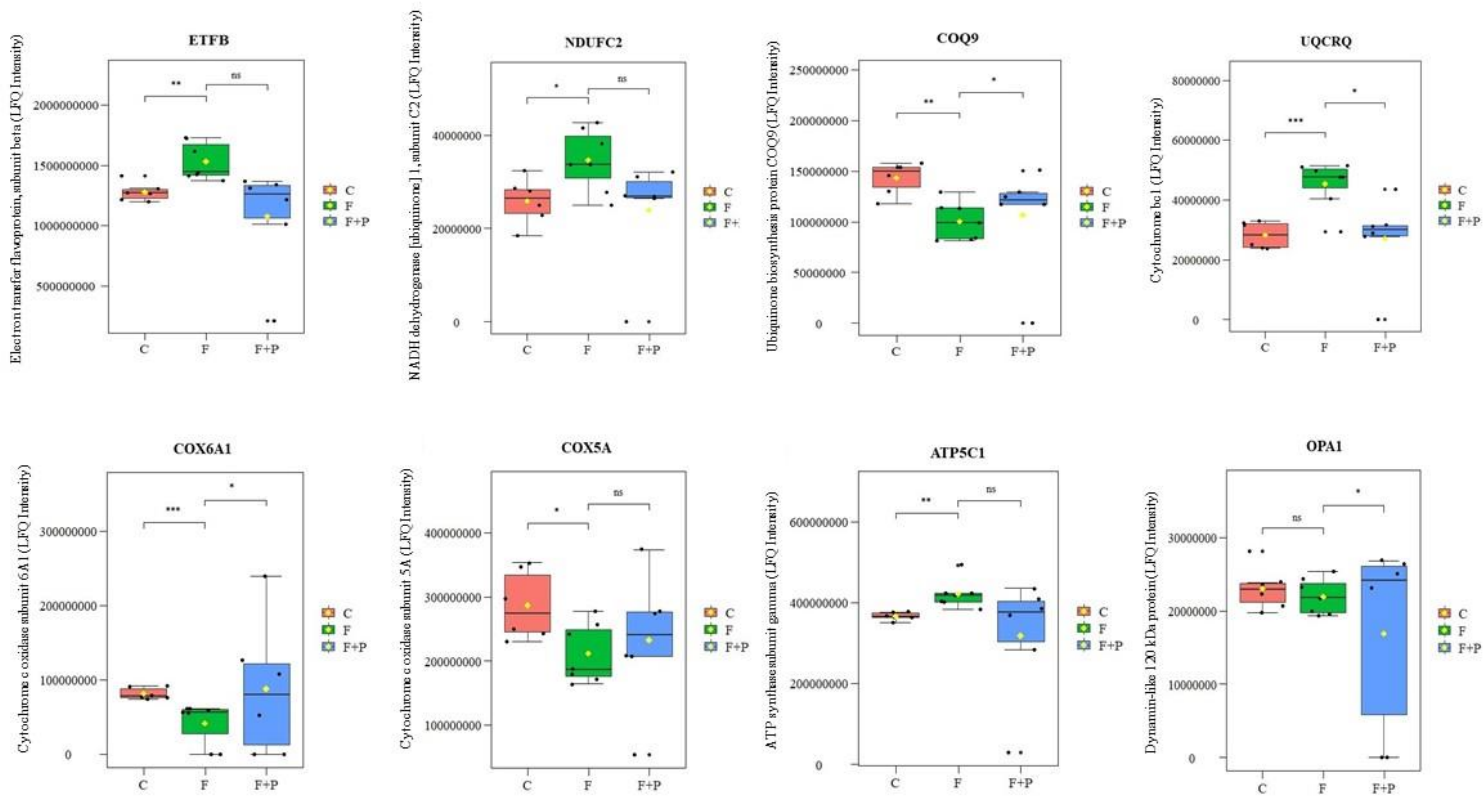 ETFB
Electron transfer flavoprotein, subunit beta (LFQ Intensity)
2000000000
1500000000
1000000000
500000000
**
ns
C
F
F+P
C
F
F+P
NDUFC2
NADH dehydrogenase [ubiquinone] 1, subunit C2 (LFQ Intensity)
40000000
20000000
0
*
ns
C
F
F+P
C
F
F+
COQ9
Ubiquinone biosynthesis protein COQ9 (LFQ Intensity)
250000000
200000000
150000000
100000000
50000000
0
**
*
C
F
F+P
C
F
F+P
UQCRQ
Cytochrome bc1 (LFQ Intensity)
80000000
60000000
40000000
20000000
0
***
*
C
F
F+P
C
F
F+P
COX6A1
Cytochrome c oxidase subunit 6A1 (LFQ Intensity)
300000000
200000000
100000000
0
***
*
C
F
F+P
C
F
F+P
COX5A
Cytochrome c oxidase subunit 5A (LFQ Intensity)
400000000
300000000
200000000
100000000
*
ns
C
F
F+P
C
F
F+P
ATP5C1
ATP synthase subunit gamma (LFQ Intensity)
600000000
400000000
200000000
0
**
ns
C
F
F+P
C
F
F+P
OPA1
Dynamin-like 120 kDa protein (LFQ Intensity)
30000000
20000000
10000000
0
ns
*
C
F
F+P
C
F
F+P